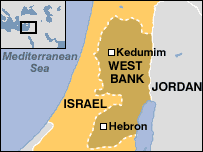 Mediterranean
Sea
Kedumim
WEST
BANK
JORDAN
ISRAEL
Hebron